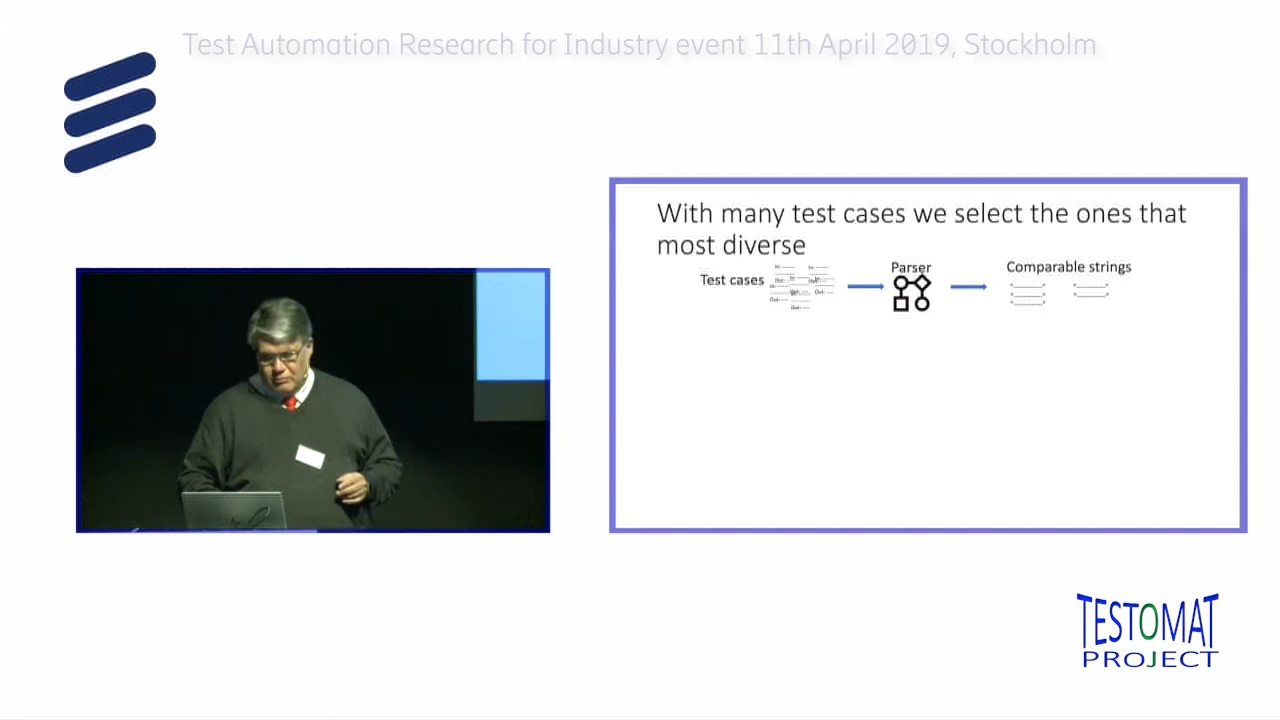 Test Automation Research for Industry event 11th April 2019, Stockholm
With many test cases we select the ones that
most diverse
Test cases
Parser
Comparable strings
TESTOMAT
PROJECT